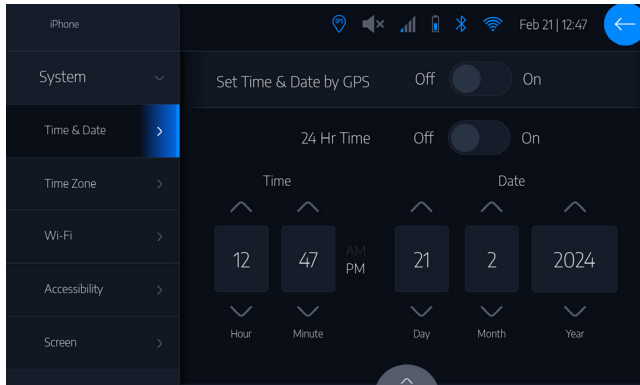 iPhone
GPS
Feb 21 | 12:47
System
Set Time & Date by GPS Off On
Time & Date
24 Hr Time Off On
Time Date
Time Zone
Wi-Fi
12 47 AM PM 21 2 2024
Accessibility
Hour Minute Day Month Year
Screen